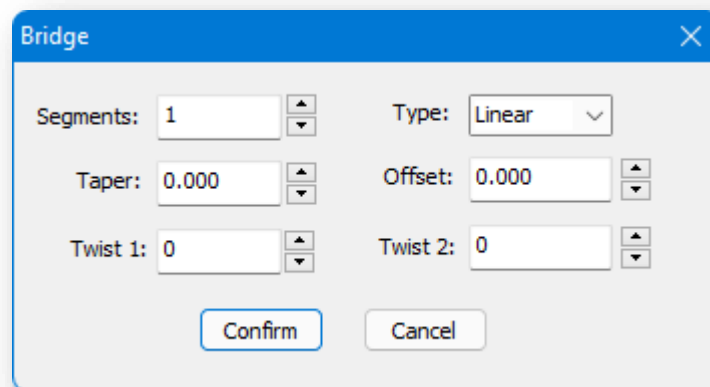 Bridge
Segments: 1 Type: Linear
Taper: 0.000 Offset: 0.000
Twist 1: 0 Twist 2: 0
Confirm Cancel